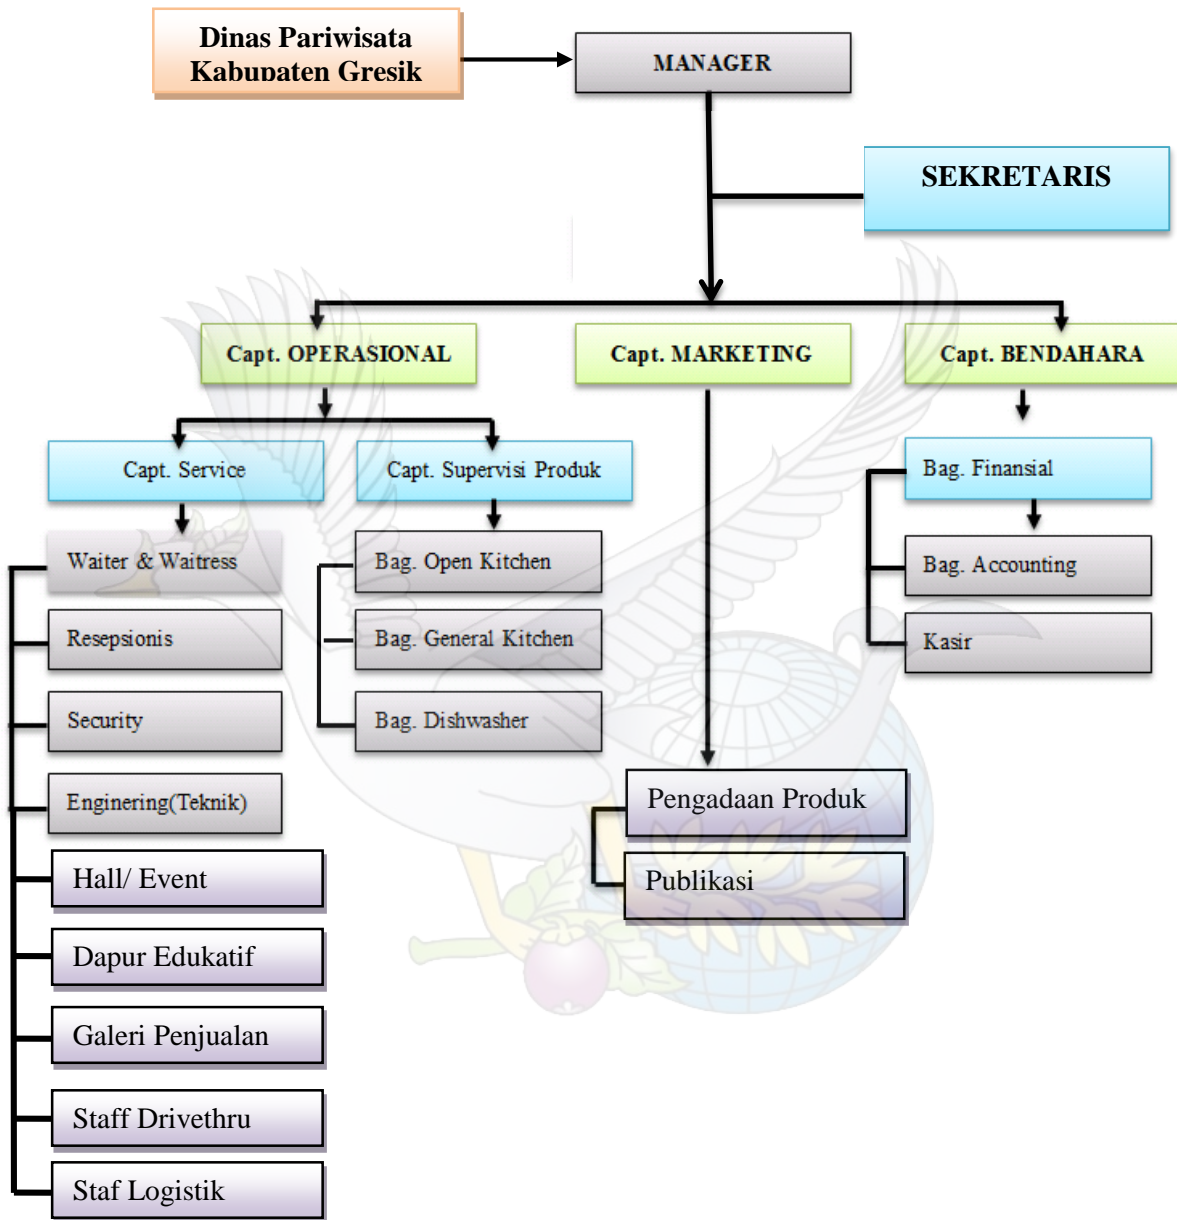 Dinas Pariwisata
Kabupaten Gresik
MANAGER
SEKRETARIS
Capt. OPERASIONAL
Capt. MARKETING
Capt. BENDAHARA
Capt. Service
Capt. Supervisi Produk
Bag. Finansial
Waiter & Waitress
Bag. Open Kitchen
Bag. Accounting
Resepsionis
Bag. General Kitchen
Kasir
Security
Bag. Dishwasher
Enginering(Teknik)
Pengadaan Produk
Hall/ Event
Publikasi
Dapur Edukatif
Galeri Penjualan
Staff Drivethru
Staf Logistik